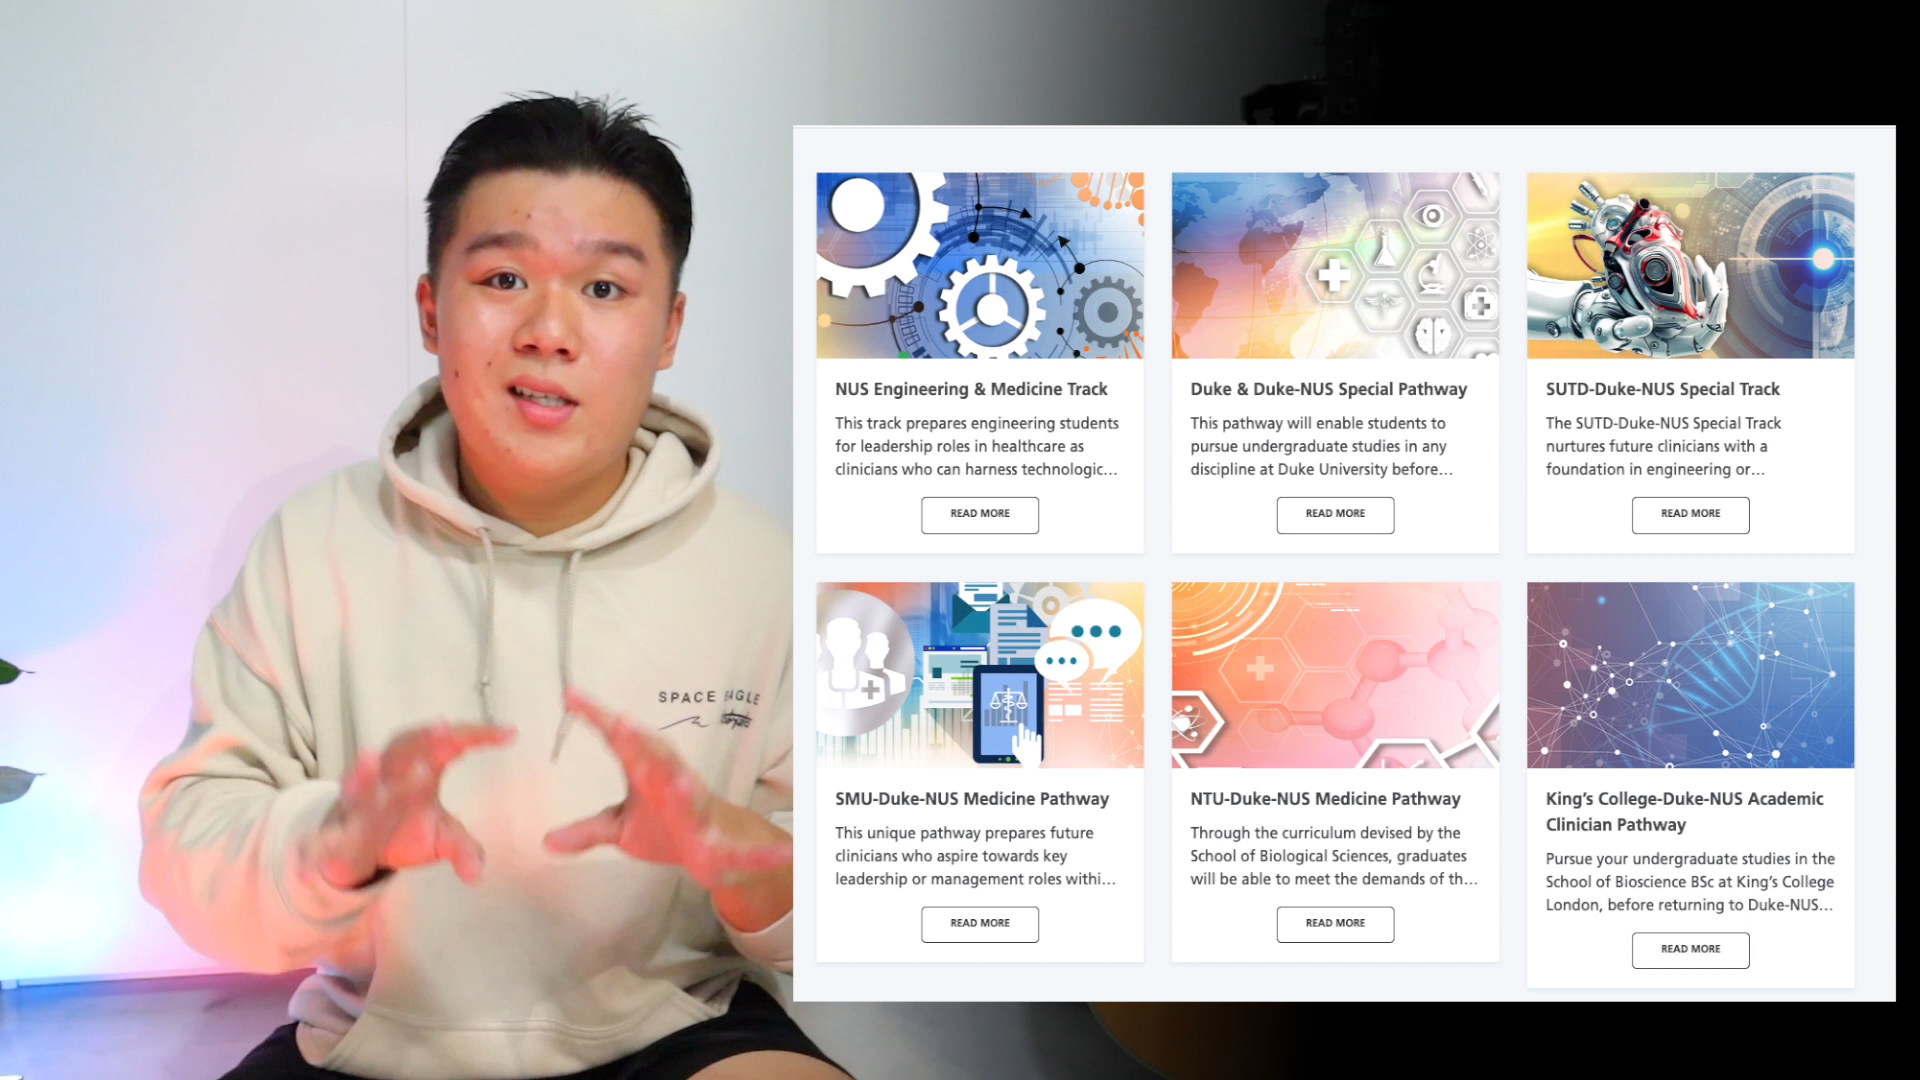 SPACE EAGLE
NUS Engineering & Medicine Track
This track prepares engineering students
for leadership roles in healthcare as
clinicians who can harness technologic...
READ MORE
Duke & Duke-NUS Special Pathway
This pathway will enable students to
pursue undergraduate studies in any
discipline at Duke University before...
READ MORE
SUTD-Duke-NUS Special Track
The SUTD-Duke-NUS Special Track
nurtures future clinicians with a
foundation in engineering or...
READ MORE
SMU-Duke-NUS Medicine Pathway
This unique pathway prepares future
clinicians who aspire towards key
leadership or management roles withi...
READ MORE
NTU-Duke-NUS Medicine Pathway
Through the curriculum devised by the
School of Biological Sciences, graduates
will be able to meet the demands of th...
READ MORE
King’s College-Duke-NUS Academic
Clinician Pathway
Pursue your undergraduate studies in the
School of Bioscience BSc at King’s College
London, before returning to Duke-NUS...
READ MORE